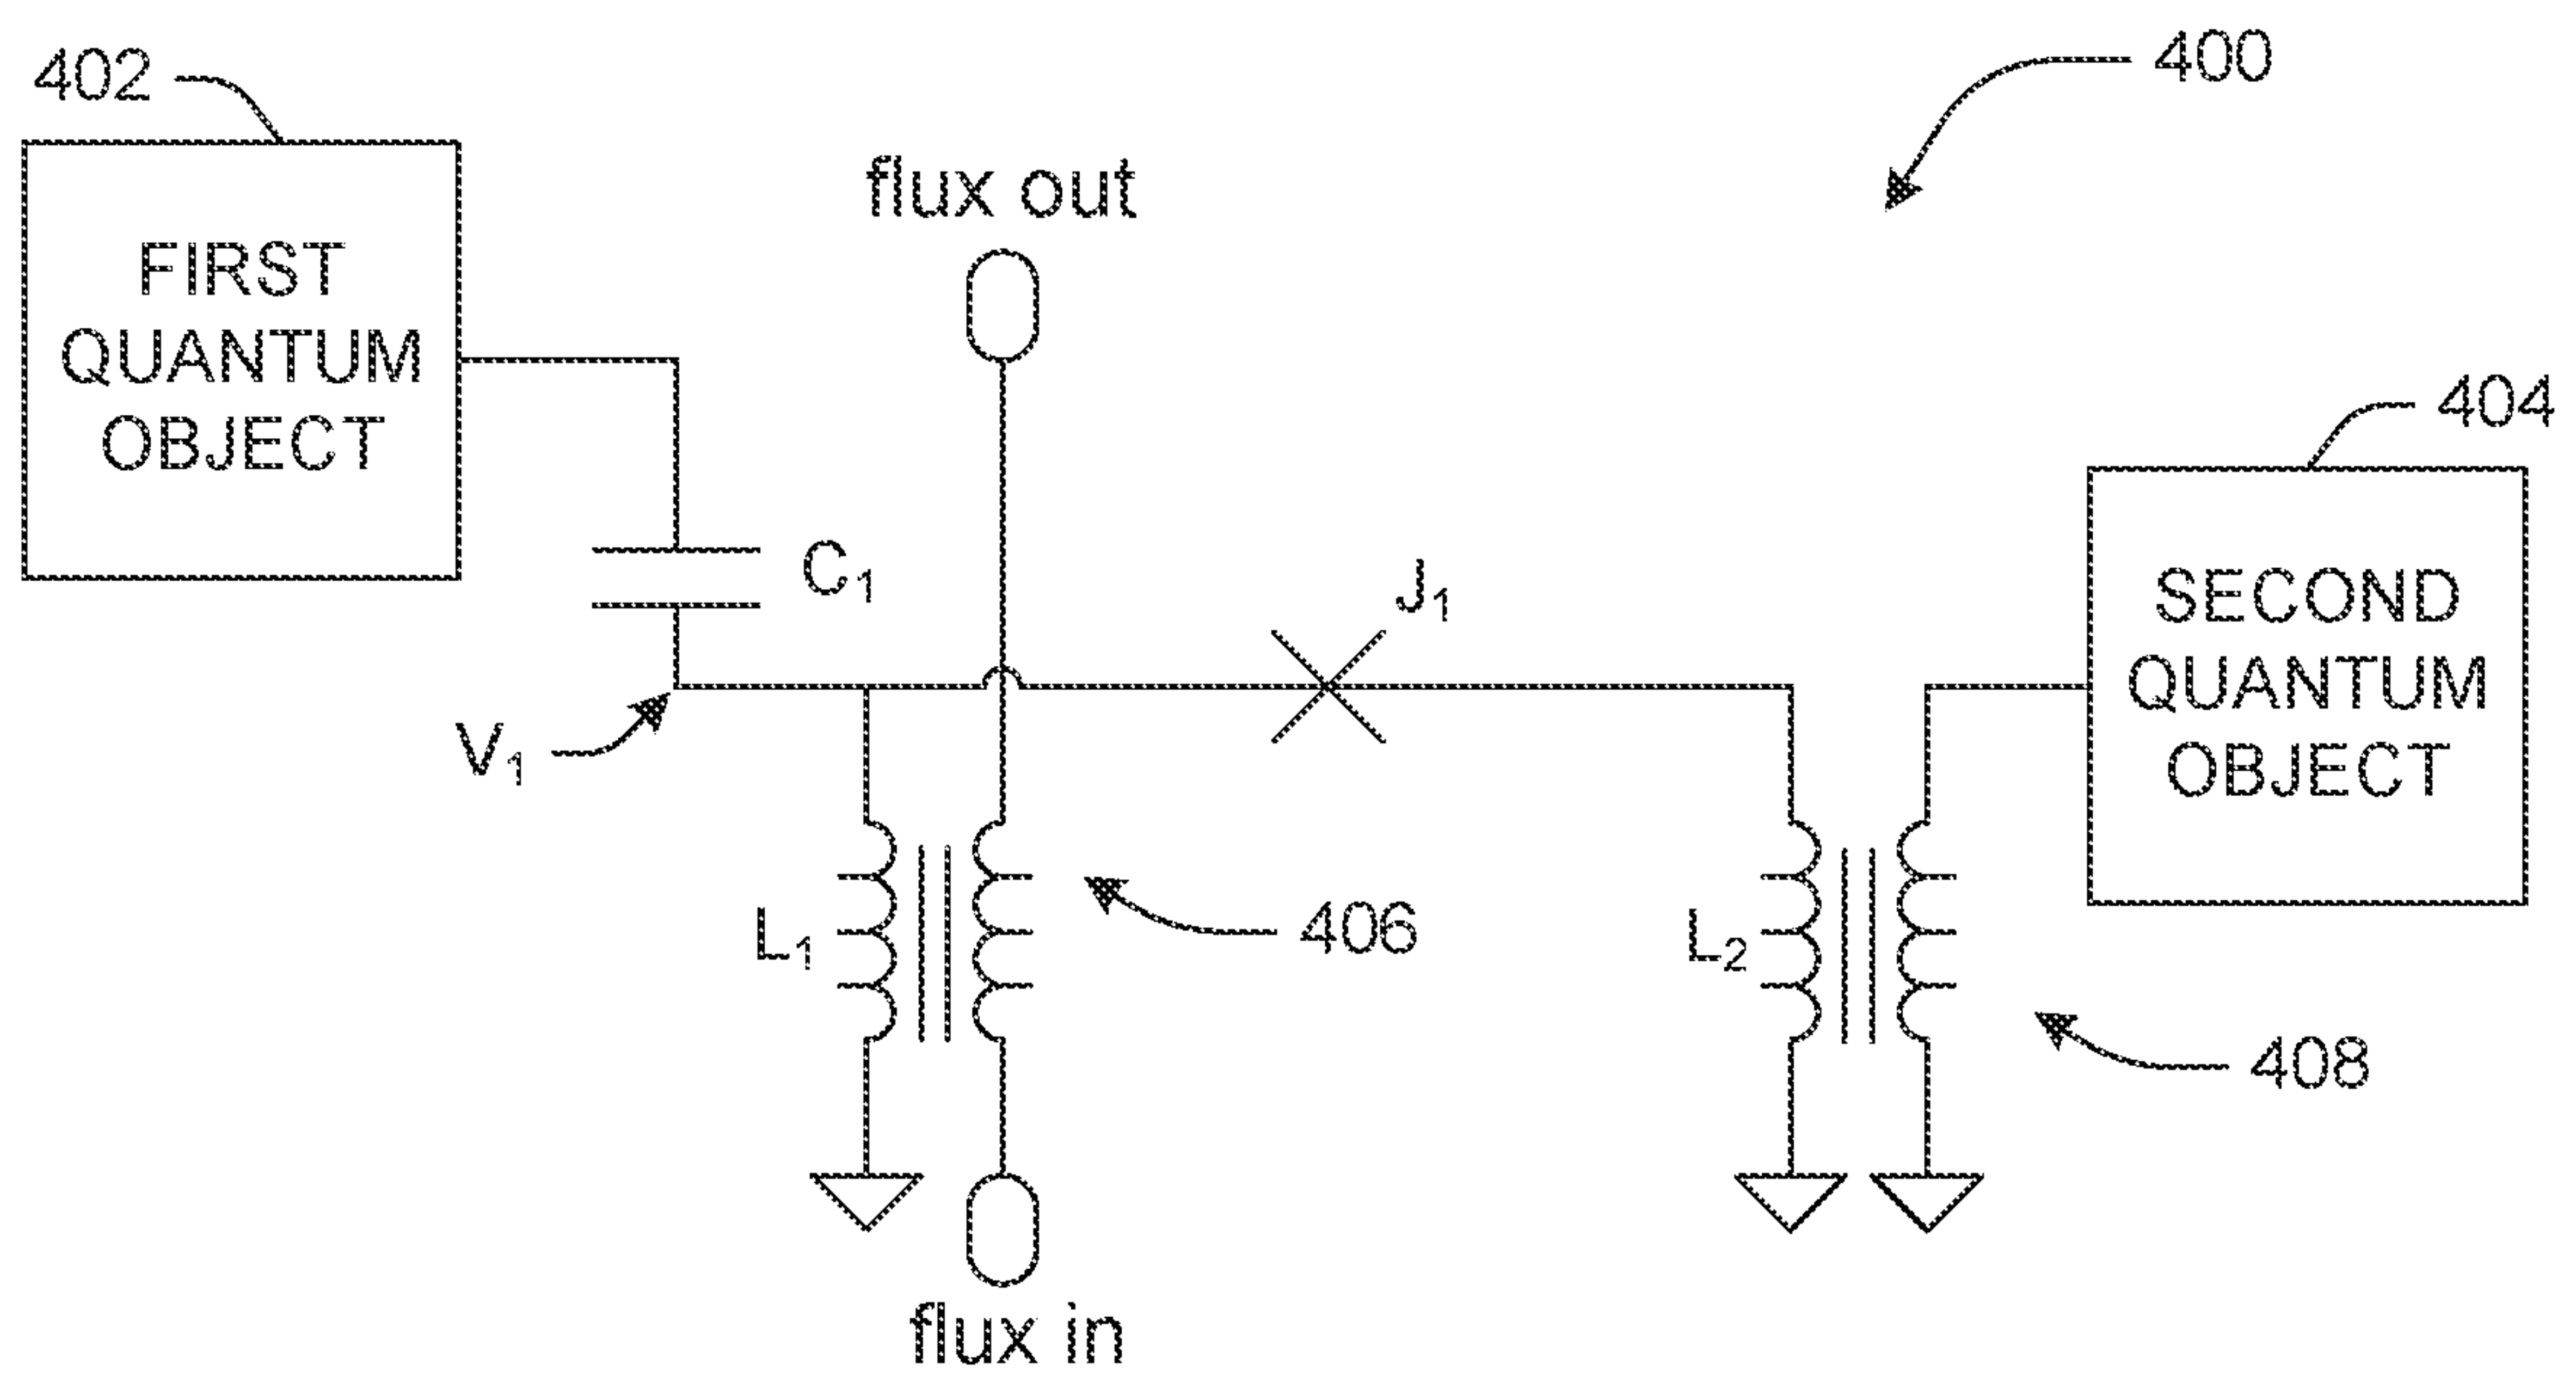 400
402
FIRST
QUANTUM
OBJECT
flux out
404
SECOND
QUANTUM
OBJECT
C₁
J₁
V₁
L₁
406
L₂
408
flux in